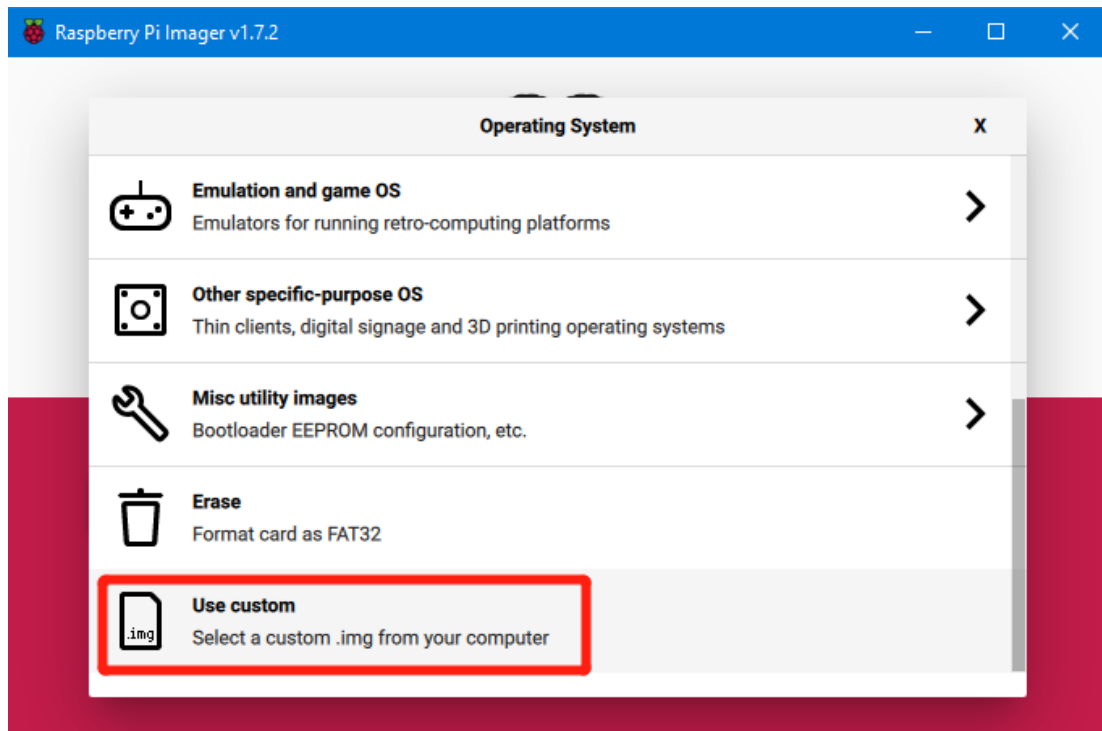 Raspberry Pi Imager v1.7.2
Operating System
X
Emulation and game OS
Emulators for running retro-computing platforms
Other specific-purpose OS
Thin clients, digital signage and 3D printing operating systems
Misc utility images
Bootloader EEPROM configuration, etc.
Erase
Format card as FAT32
Use custom
.img
Select a custom .img from your computer